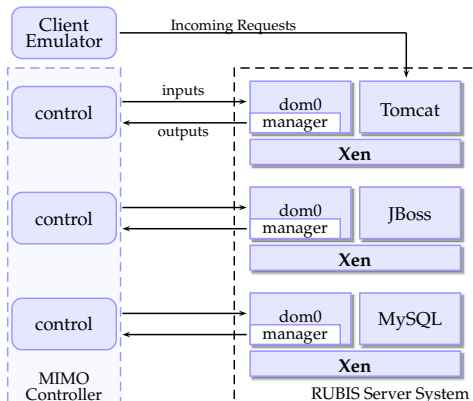 Client
Emulator
Incoming Requests
control
inputs
outputs
dom0
manager
Tomcat
Xen
control
dom0
manager
JBoss
Xen
control
dom0
manager
MySQL
Xen
MIMO
Controller
RUBIS Server System